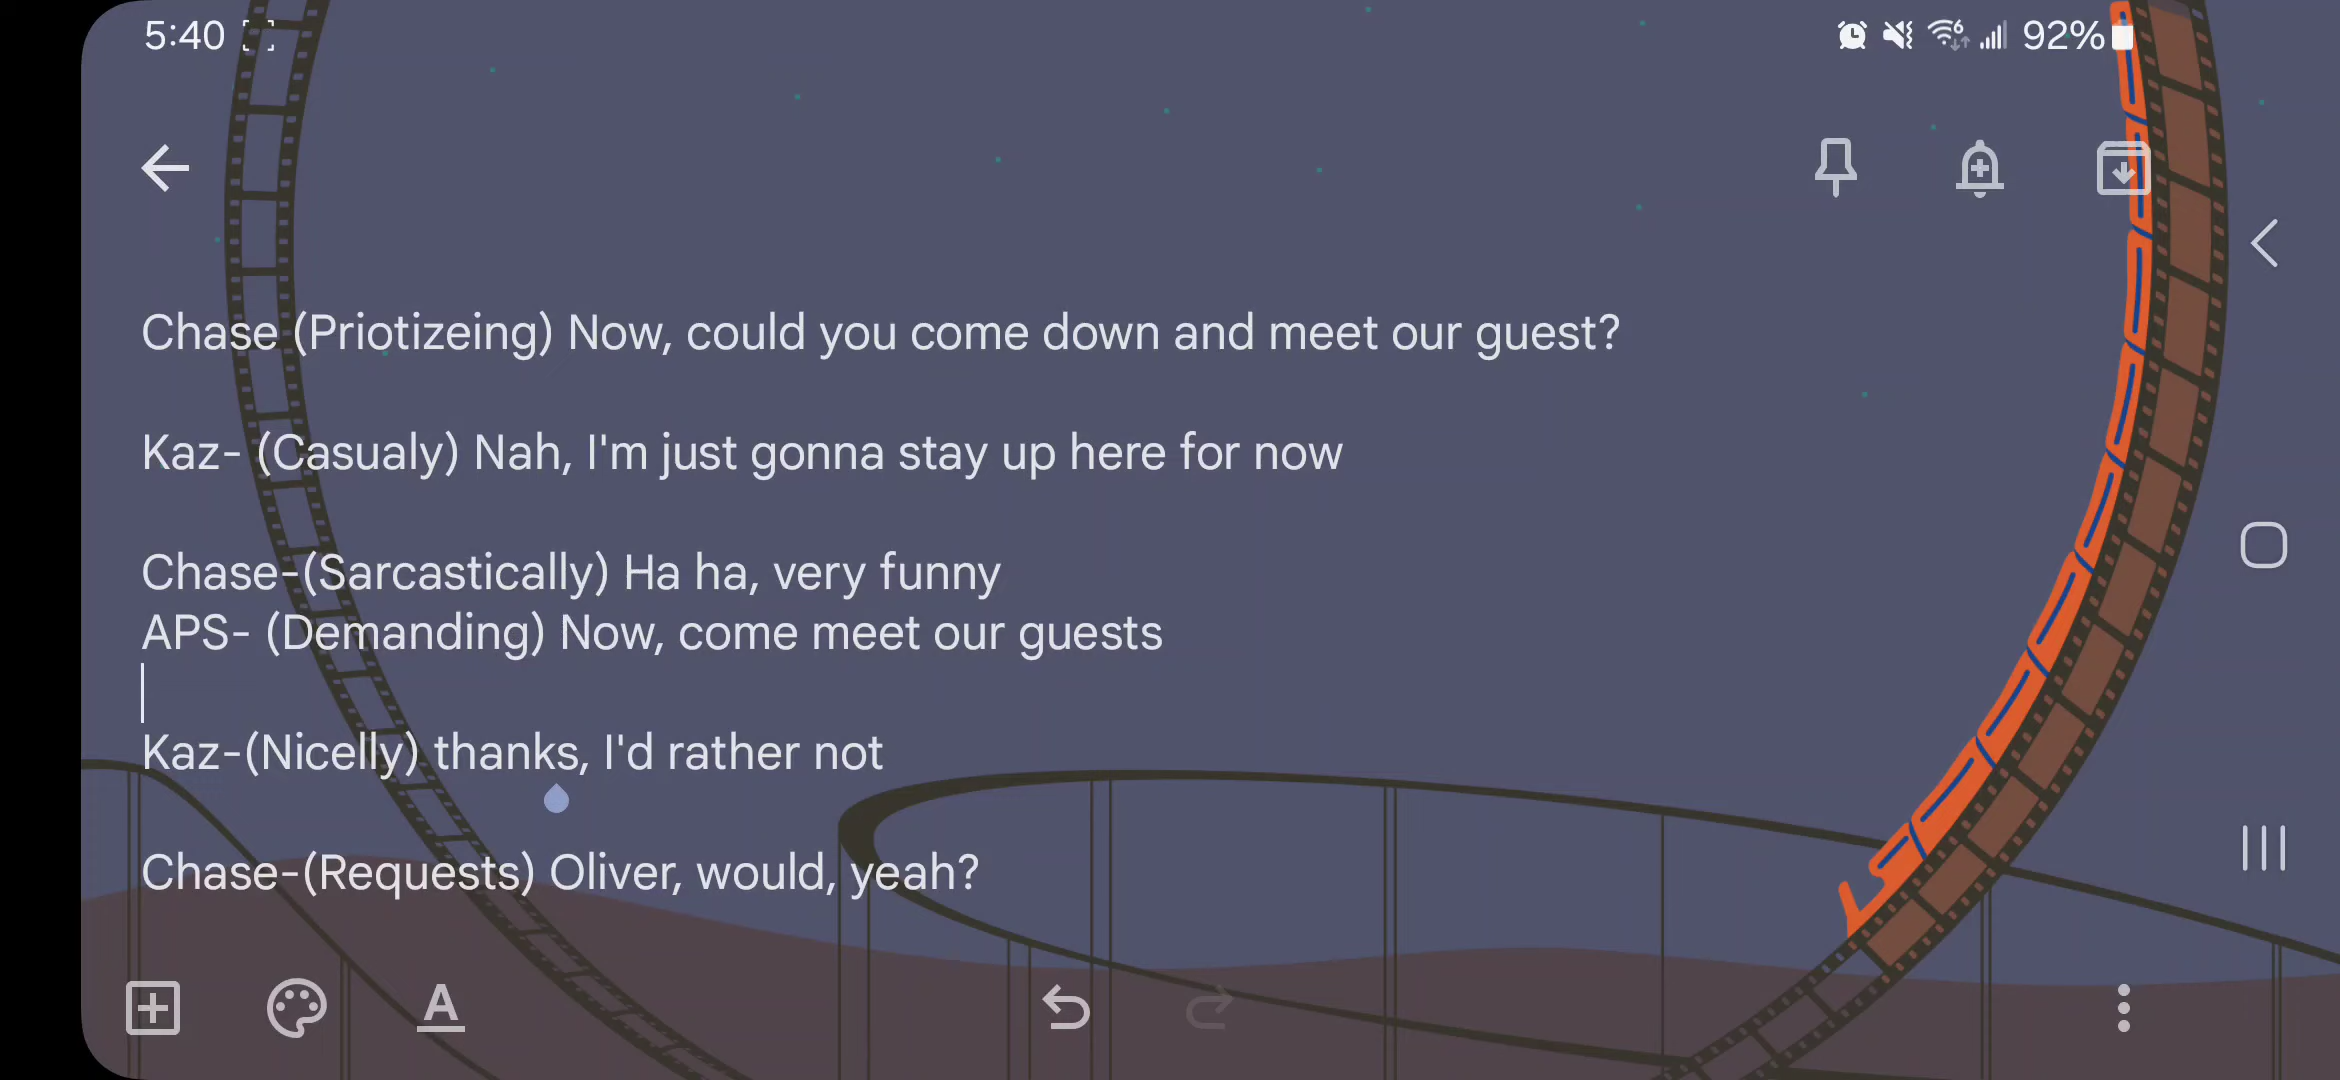 5:40
92%
Chase (Priotizeing) Now, could you come down and meet our guest?
Kaz- (Casualy) Nah, I'm just gonna stay up here for now
Chase-(Sarcastically) Ha ha, very funny
APS- (Demanding) Now, come meet our guests
Kaz-(Nicelly) thanks, I'd rather not
Chase-(Requests) Oliver, would, yeah?